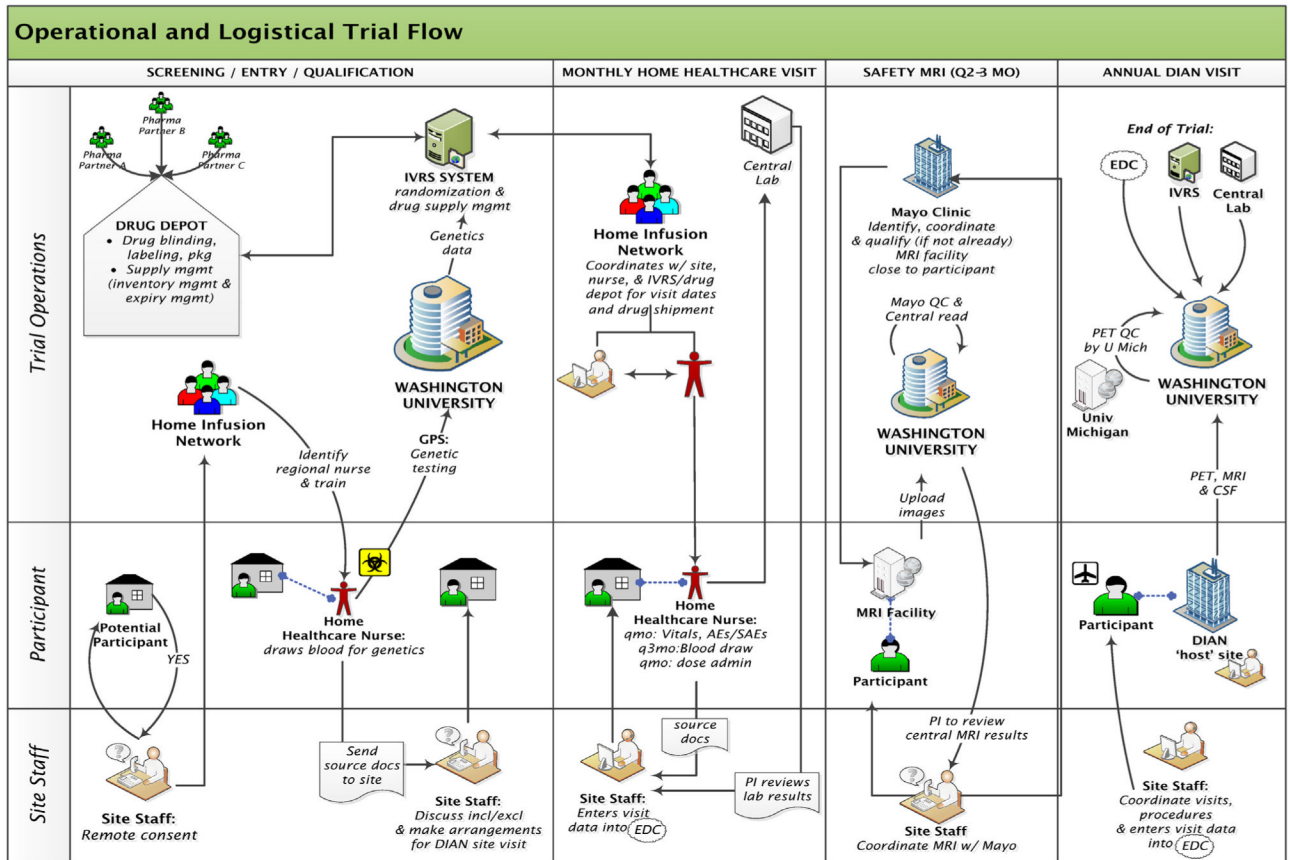 Operational and Logistical Trial Flow
SCREENING / ENTRY / QUALIFICATION
MONTHLY HOME HEALTHCARE VISIT
SAFETY MRI (Q2-3 MO)
ANNUAL DIAN VISIT
Trial Operations
Pharma
Partner A
Pharma
Partner B
Pharma
Partner C
DRUG DEPOT
• Drug blinding,
labeling, pkg
• Supply mgmt
(inventory mgmt &
expiry mgmt)
IVRS SYSTEM
randomization &
drug supply mgmt
Genetics
data
WASHINGTON
UNIVERSITY
GPS:
Genetic
testing
Home Infusion
Network
Identify
regional nurse
& train
Home Infusion
Network
Coordinates w/ site,
nurse, & IVRS/drug
depot for visit dates
and drug shipment
Central
Lab
Mayo Clinic
Identify, coordinate
& qualify (if not already)
MRI facility
close to participant
Mayo QC &
Central read
WASHINGTON
UNIVERSITY
Upload
images
End of Trial:
EDC
IVRS
Central
Lab
PET QC
by U Mich
Univ
Michigan
WASHINGTON
UNIVERSITY
PET, MRI
& CSF
Participant
Potential
Participant
YES
Home
Healthcare Nurse:
draws blood for genetics
Home
Healthcare Nurse:
qmo: Vitals, AEs/SAEs
q3mo:Blood draw
qmo: dose admin
MRI Facility
Participant
Participant
DIAN
'host' site
Site Staff
Site Staff:
Remote consent
Send
source docs
to site
Site Staff:
Discuss incl/excl
& make arrangements
for DIAN site visit
source
docs
Site Staff:
Enters visit
data into EDC
PI reviews
lab results
PI to review
central MRI results
Site Staff
Coordinate MRI w/ Mayo
Site Staff:
Coordinate visits,
procedures
& enters visit data
into EDC